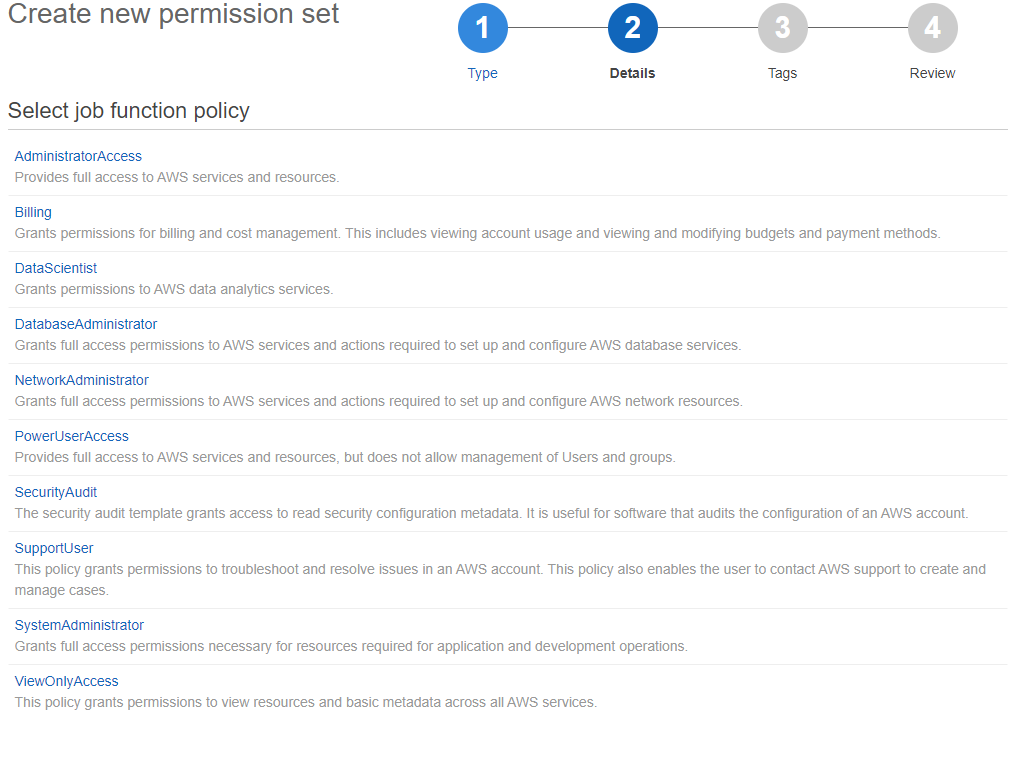 Create new permission set
1 2 3 4
Type Details Tags Review
Select job function policy
AdministratorAccess
Provides full access to AWS services and resources.
Billing
Grants permissions for billing and cost management. This includes viewing account usage and viewing and modifying budgets and payment methods.
DataScientist
Grants permissions to AWS data analytics services.
DatabaseAdministrator
Grants full access permissions to AWS services and actions required to set up and configure AWS database services.
NetworkAdministrator
Grants full access permissions to AWS services and actions required to set up and configure AWS network resources.
PowerUserAccess
Provides full access to AWS services and resources, but does not allow management of Users and groups.
SecurityAudit
The security audit template grants access to read security configuration metadata. It is useful for software that audits the configuration of an AWS account.
SupportUser
This policy grants permissions to troubleshoot and resolve issues in an AWS account. This policy also enables the user to contact AWS support to create and
manage cases.
SystemAdministrator
Grants full access permissions necessary for resources required for application and development operations.
ViewOnlyAccess
This policy grants permissions to view resources and basic metadata across all AWS services.